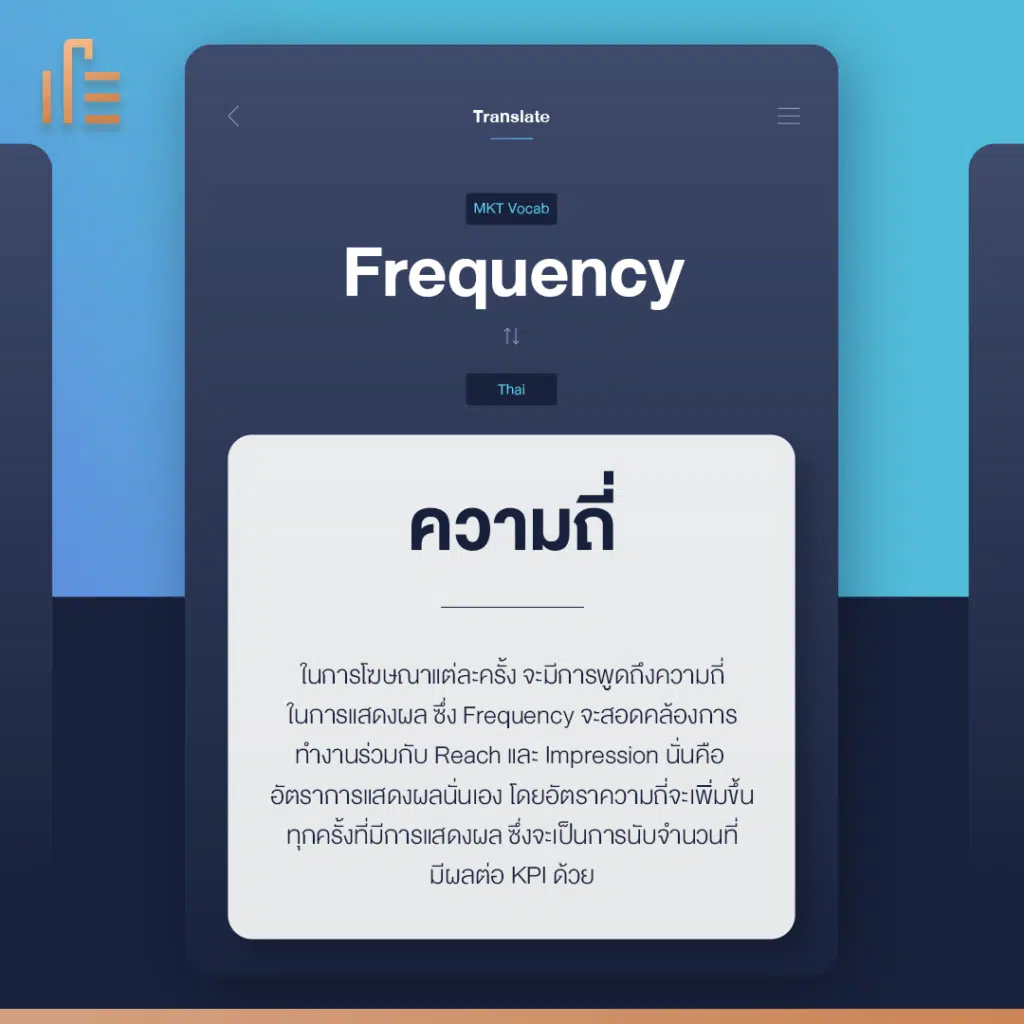 Translate
MKT Vocab
Frequency
Thai
ความถี่
ในการโฆษณาแต่ละครั้ง จะมีการพูดถึงความถี่
ในการแสดงผล ซึ่ง Frequency จะสอดคล้องการ
ทำงานร่วมกับ Reach และ Impression นั่นคือ
อัตราการแสดงผลนั่นเอง โดยอัตราความถี่จะเพิ่มขึ้น
ทุกครั้งที่มีการแสดงผล ซึ่งจะเป็นการนับจำนวนที่
มีผลต่อ KPI ด้วย